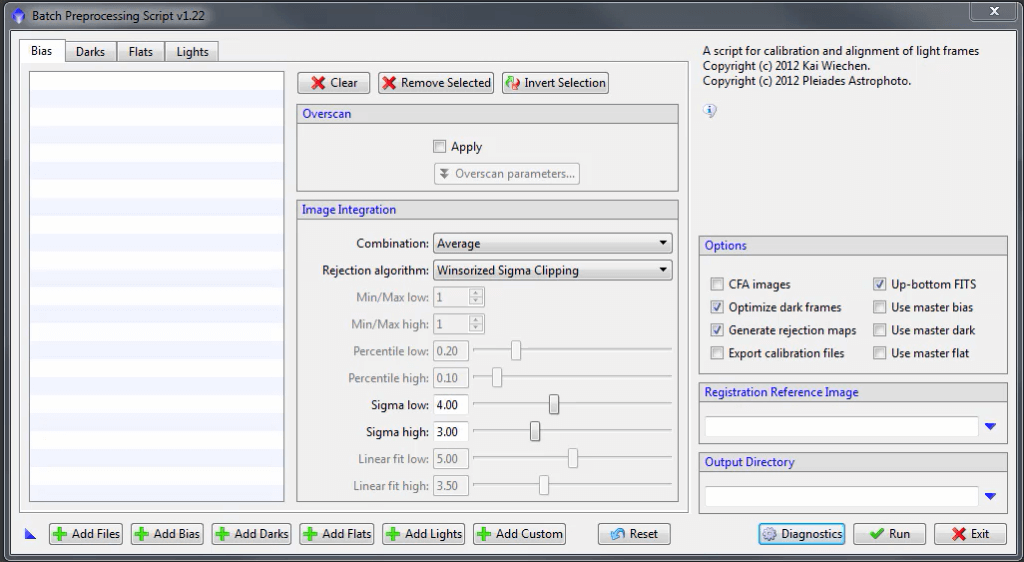 Batch Preprocessing Script v1.22
Bias Darks Flats Lights
Clear Remove Selected Invert Selection
Overscan
Apply
Overscan parameters...
Image Integration
Combination: Average
Rejection algorithm: Winsorized Sigma Clipping
Min/Max low: 1
Min/Max high: 1
Percentile low: 0.20
Percentile high: 0.10
Sigma low: 4.00
Sigma high: 3.00
Linear fit low: 5.00
Linear fit high: 3.50
A script for calibration and alignment of light frames
Copyright (c) 2012 Kai Wiechen.
Copyright (c) 2012 Pleiades Astrophoto.
Options
CFA images Up-bottom FITS
Optimize dark frames Use master bias
Generate rejection maps Use master dark
Export calibration files Use master flat
Registration Reference Image
Output Directory
Add Files Add Bias Add Darks Add Flats Add Lights Add Custom Reset Diagnostics Run Exit